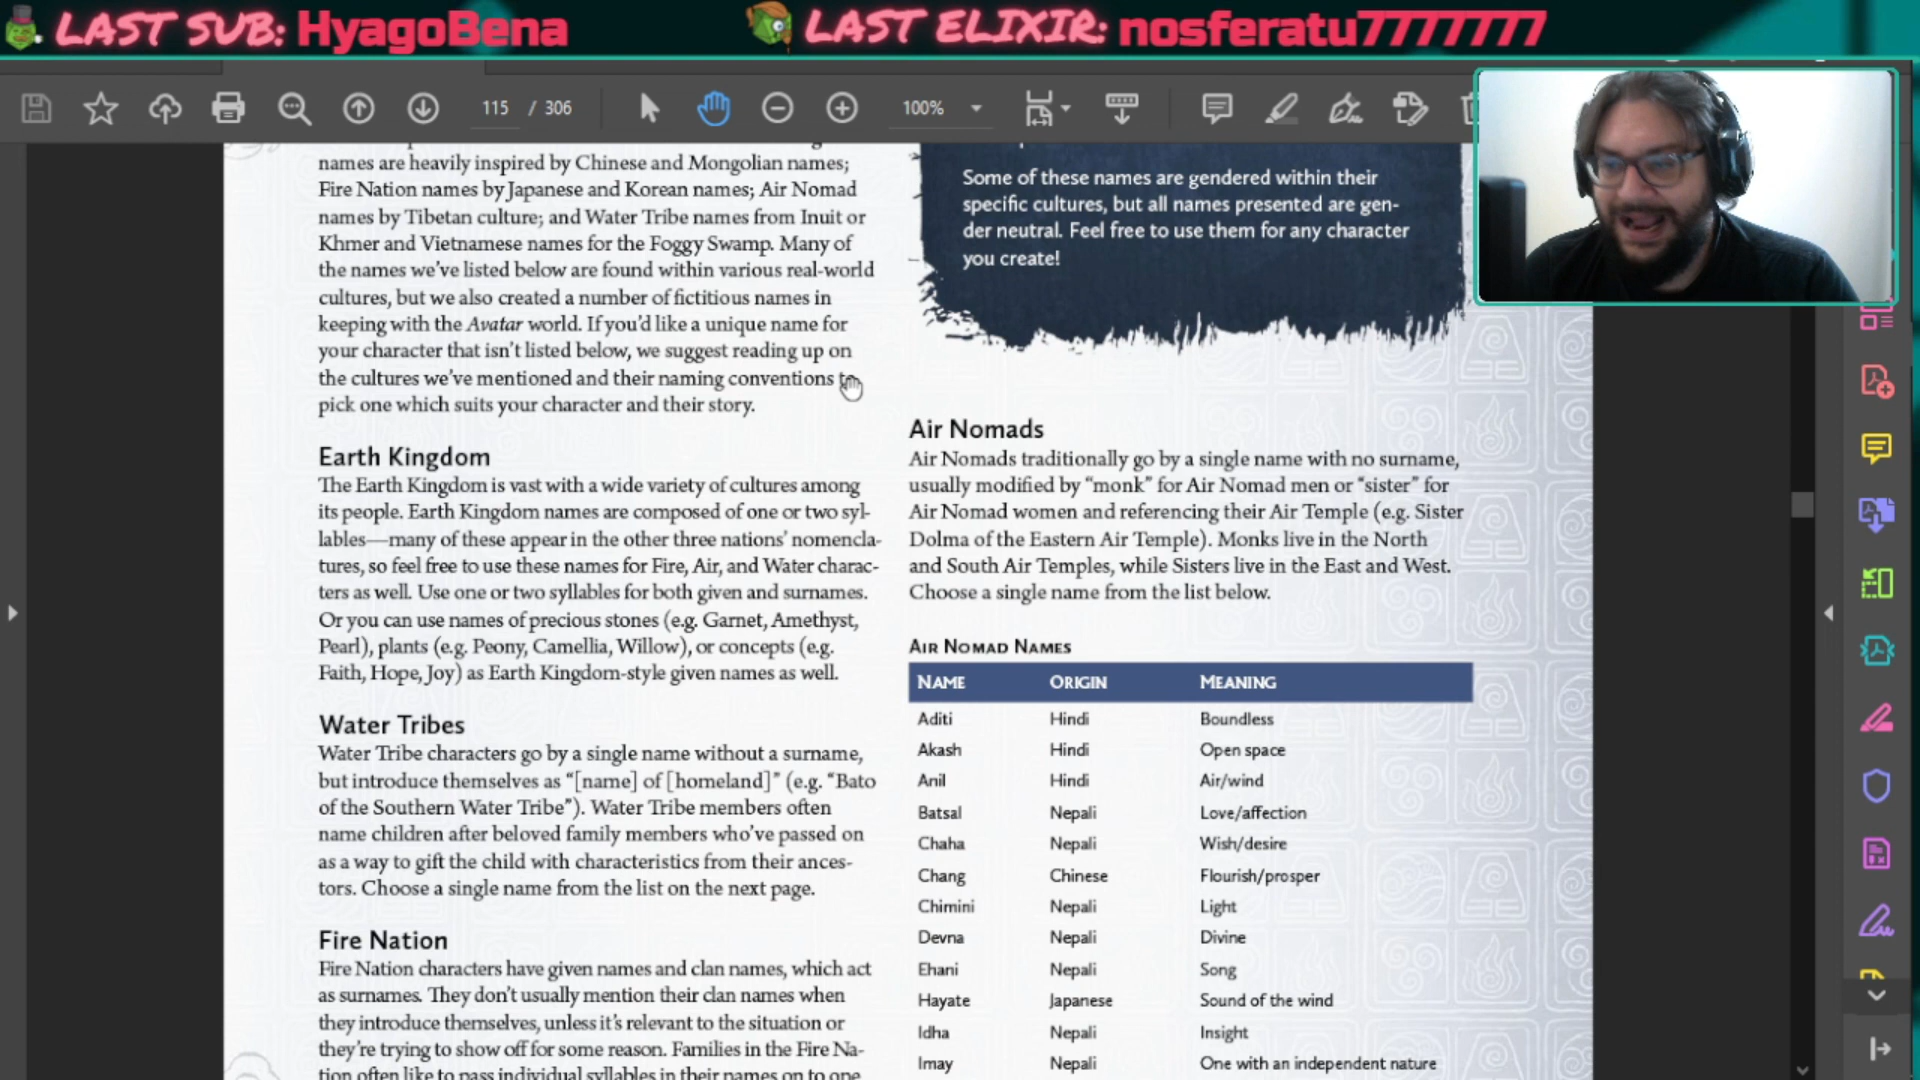 LAST SUB: HyagoBena
LAST ELIXIR: nosferatu7777777
115 / 306
100%
names are heavily inspired by Chinese and Mongolian names;
Fire Nation names by Japanese and Korean names; Air Nomad
names by Tibetan culture; and Water Tribe names from Inuit or
Khmer and Vietnamese names for the Foggy Swamp. Many of
the names we've listed below are found within various real-world
cultures, but we also created a number of fictitious names in
keeping with the Avatar world. If you'd like a unique name for
your character that isn't listed below, we suggest reading up on
the cultures we've mentioned and their naming conventions to
pick one which suits your character and their story.
Earth Kingdom
The Earth Kingdom is vast with a wide variety of cultures among
its people. Earth Kingdom names are composed of one or two syl-
lables—many of these appear in the other three nations' nomencla-
tures, so feel free to use these names for Fire, Air, and Water charac-
ters as well. Use one or two syllables for both given and surnames.
Or you can use names of precious stones (e.g. Garnet, Amethyst,
Pearl), plants (e.g. Peony, Camellia, Willow), or concepts (e.g.
Faith, Hope, Joy) as Earth Kingdom-style given names as well.
Water Tribes
Water Tribe characters go by a single name without a surname,
but introduce themselves as “[name] of [homeland]” (e.g. “Bato
of the Southern Water Tribe”). Water Tribe members often
name children after beloved family members who've passed on
as a way to gift the child with characteristics from their ances-
tors. Choose a single name from the list on the next page.
Fire Nation
Fire Nation characters have given names and clan names, which act
as surnames. They don't usually mention their clan names when
they introduce themselves, unless it's relevant to the situation or
they're trying to show off for some reason. Families in the Fire Na-
tion often like to pass individual syllables in their names on to one
Some of these names are gendered within their
specific cultures, but all names presented are gen-
der neutral. Feel free to use them for any character
you create!
Air Nomads
Air Nomads traditionally go by a single name with no surname,
usually modified by “monk” for Air Nomad men or “sister” for
Air Nomad women and referencing their Air Temple (e.g. Sister
Dolma of the Eastern Air Temple). Monks live in the North
and South Air Temples, while Sisters live in the East and West.
Choose a single name from the list below.
AIR NOMAD NAMES
NAME ORIGIN MEANING
Aditi Hindi Boundless
Akash Hindi Open space
Anil Hindi Air/wind
Batsal Nepali Love/affection
Chaha Nepali Wish/desire
Chang Chinese Flourish/prosper
Chimini Nepali Light
Devna Nepali Divine
Ehani Nepali Song
Hayate Japanese Sound of the wind
Idha Nepali Insight
Imay Nepali One with an independent nature